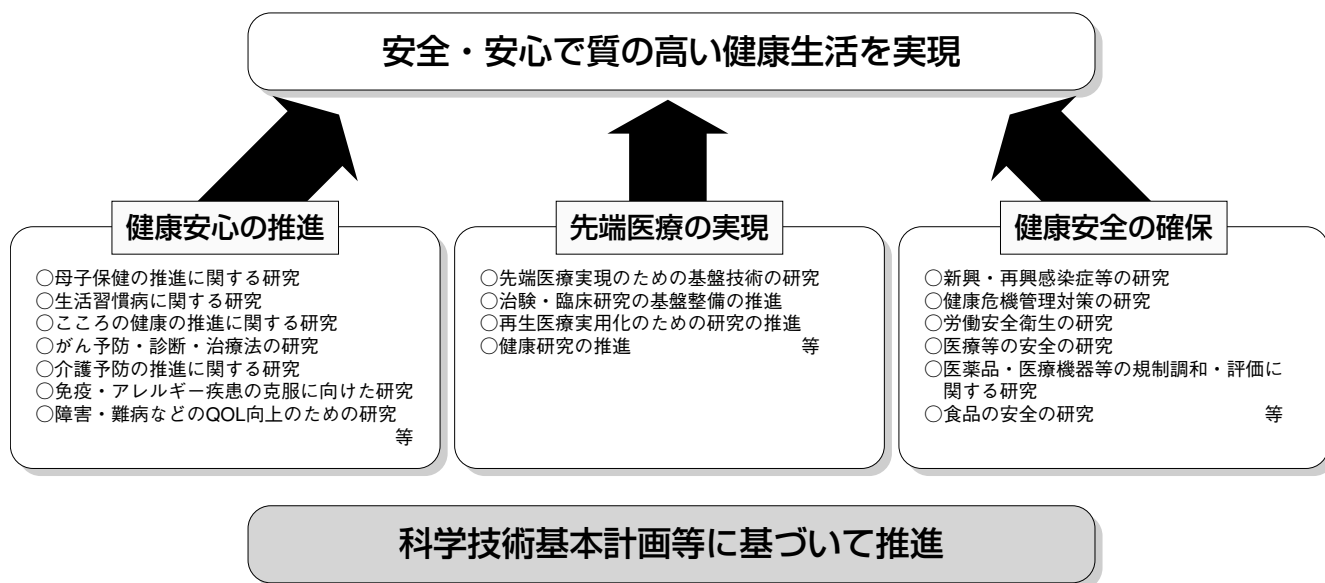 安全・安心で質の高い健康生活を実現
健康安心の推進
○母子保健の推進に関する研究
○生活習慣病に関する研究
○こころの健康の推進に関する研究
○がん予防・診断・治療法の研究
○介護予防の推進に関する研究
○免疫・アレルギー疾患の克服に向けた研究
○障害・難病などのQOL向上のための研究
等
先端医療の実現
○先端医療実現のための基盤技術の研究
○治験・臨床研究の基盤整備の推進
○再生医療実用化のための研究の推進
○健康研究の推進 等
健康安全の確保
○新興・再興感染症等の研究
○健康危機管理対策の研究
○労働安全衛生の研究
○医療等の安全の研究
○医薬品・医療機器等の規制調和・評価に
関する研究
○食品の安全の研究 等
科学技術基本計画等に基づいて推進